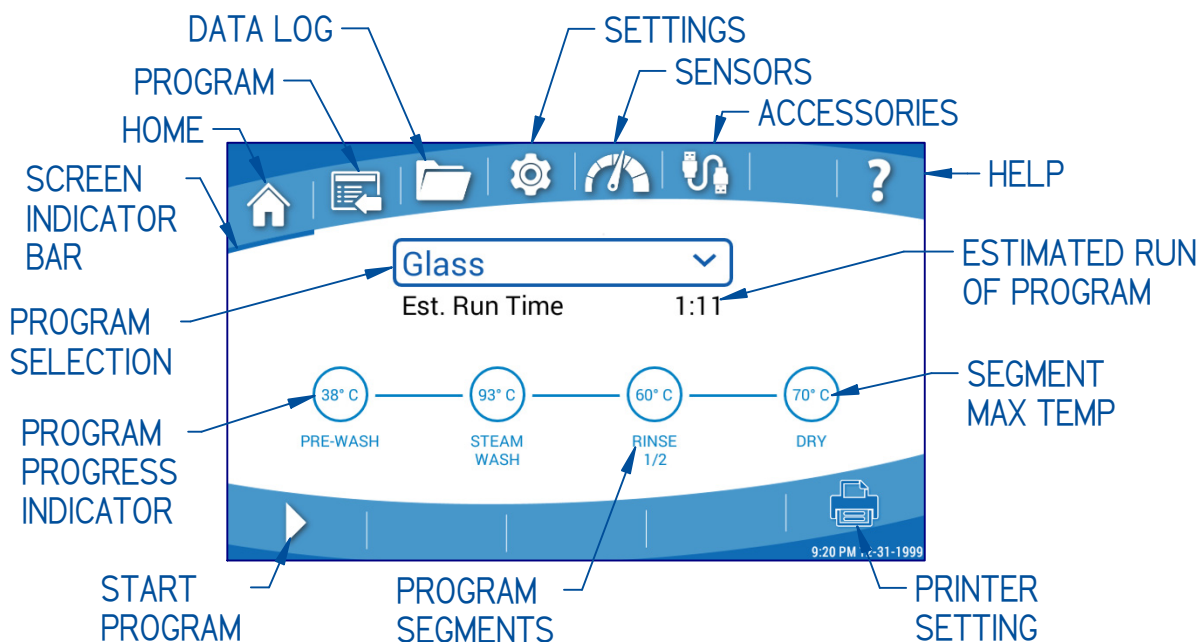 DATA LOG
SETTINGS
PROGRAM
SENSORS
HOME
ACCESSORIES
SCREEN
INDICATOR
BAR
?
HELP
Glass
Est. Run Time 1:11
ESTIMATED RUN
OF PROGRAM
PROGRAM
SELECTION
38° C
93° C
60° C
70° C
SEGMENT
MAX TEMP
PRE-WASH
STEAM
WASH
RINSE
1/2
DRY
PROGRAM
PROGRESS
INDICATOR
9:20 PM -31-1999
START
PROGRAM
PROGRAM
SEGMENTS
PRINTER
SETTING